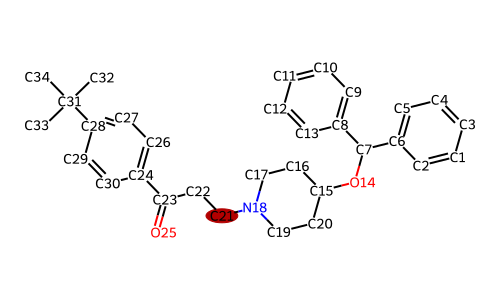 C11 C10
C34 C32 C9 C4
C31 C12 C5 C3
C33 C28 C27 C13 C8 C6
C26 C7 C2 C1
C29 C17 C16
C30 C24 C22 C15 O14
C23 C21 N18
O25 C19 C20